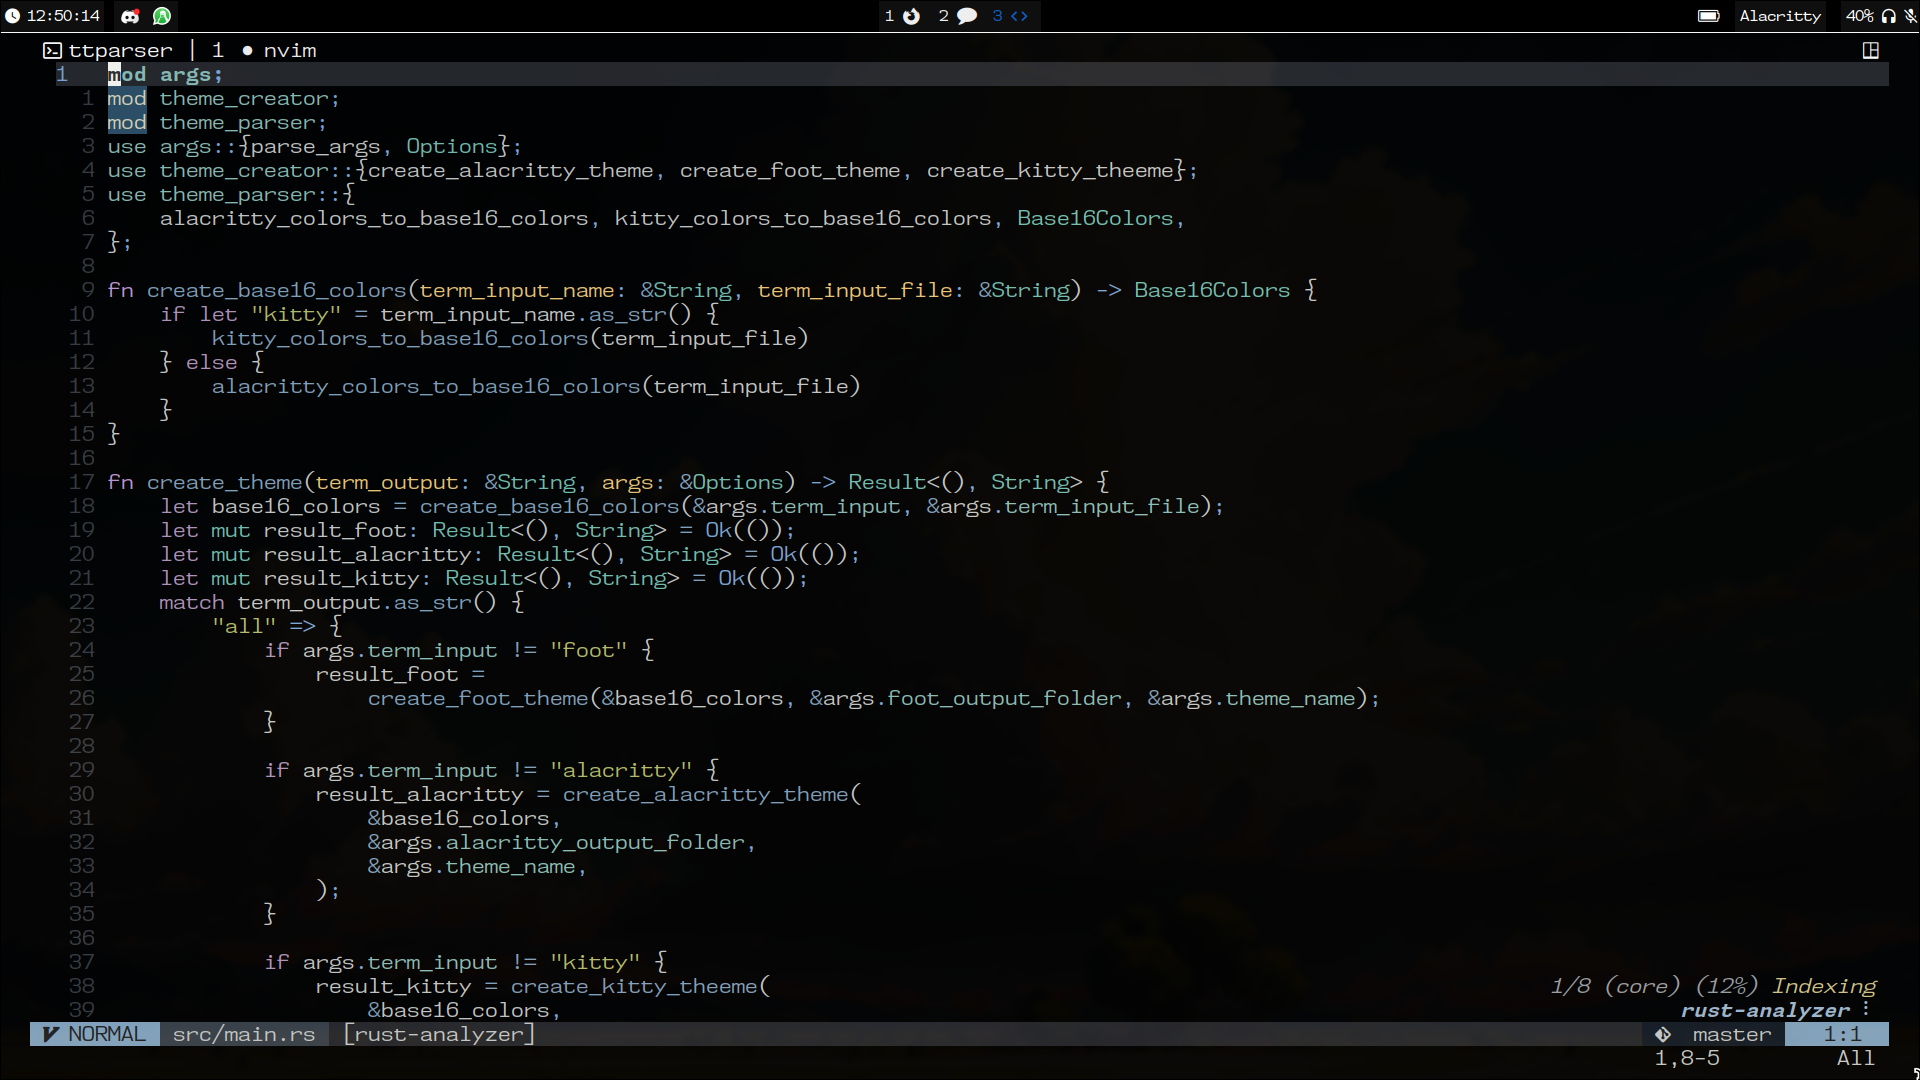 12:50:14 1 2 3 <> Alacritty 40%
ttparser | 1 ● nvim
1 mod args;
1 mod theme_creator;
2 mod theme_parser;
3 use args::{parse_args, Options};
4 use theme_creator::{create_alacritty_theme, create_foot_theme, create_kitty_theeme};
5 use theme_parser::{
6 alacritty_colors_to_base16_colors, kitty_colors_to_base16_colors, Base16Colors,
7 };
8
9 fn create_base16_colors(term_input_name: &String, term_input_file: &String) -> Base16Colors {
10 if let "kitty" = term_input_name.as_str() {
11 kitty_colors_to_base16_colors(term_input_file)
12 } else {
13 alacritty_colors_to_base16_colors(term_input_file)
14 }
15 }
16
17 fn create_theme(term_output: &String, args: &Options) -> Result<(), String> {
18 let base16_colors = create_base16_colors(&args.term_input, &args.term_input_file);
19 let mut result_foot: Result<(), String> = Ok(());
20 let mut result_alacritty: Result<(), String> = Ok(());
21 let mut result_kitty: Result<(), String> = Ok(());
22 match term_output.as_str() {
23 "all" => {
24 if args.term_input != "foot" {
25 result_foot =
26 create_foot_theme(&base16_colors, &args.foot_output_folder, &args.theme_name);
27 }
28
29 if args.term_input != "alacritty" {
30 result_alacritty = create_alacritty_theme(
31 &base16_colors,
32 &args.alacritty_output_folder,
33 &args.theme_name,
34 );
35 }
36
37 if args.term_input != "kitty" {
38 result_kitty = create_kitty_theeme(
39 &base16_colors,
1/8 (core) (12%) Indexing
rust-analyzer ⋮
NORMAL src/main.rs [rust-analyzer] master 1:1
1,8-5 All